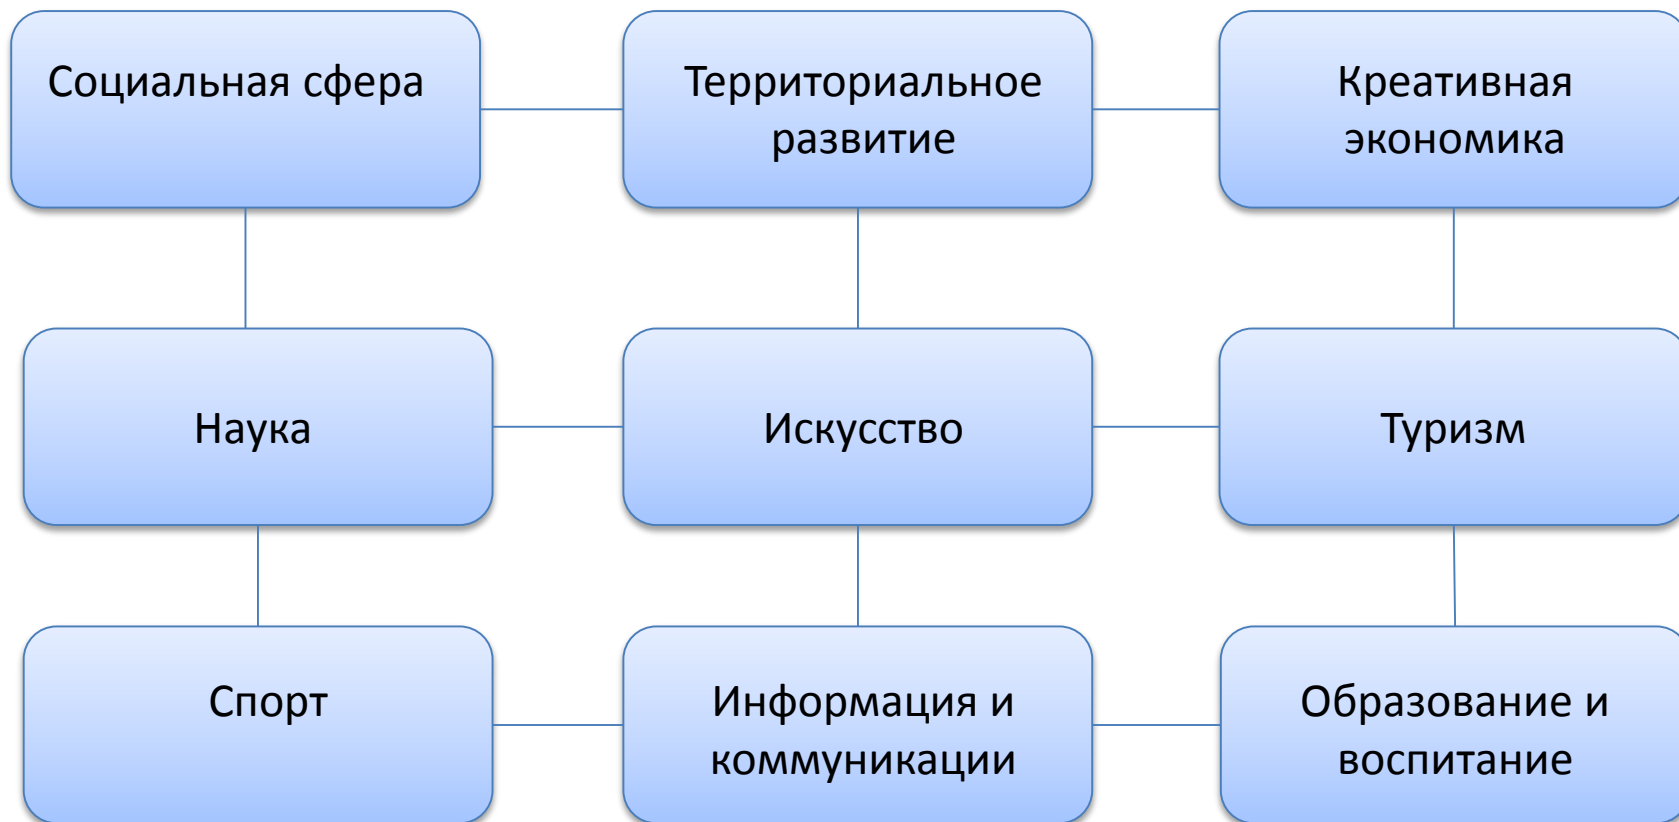 Социальная сфера
Территориальное
развитие
Креативная
экономика
Наука
Искусство
Туризм
Спорт
Информация и
коммуникации
Образование и
воспитание